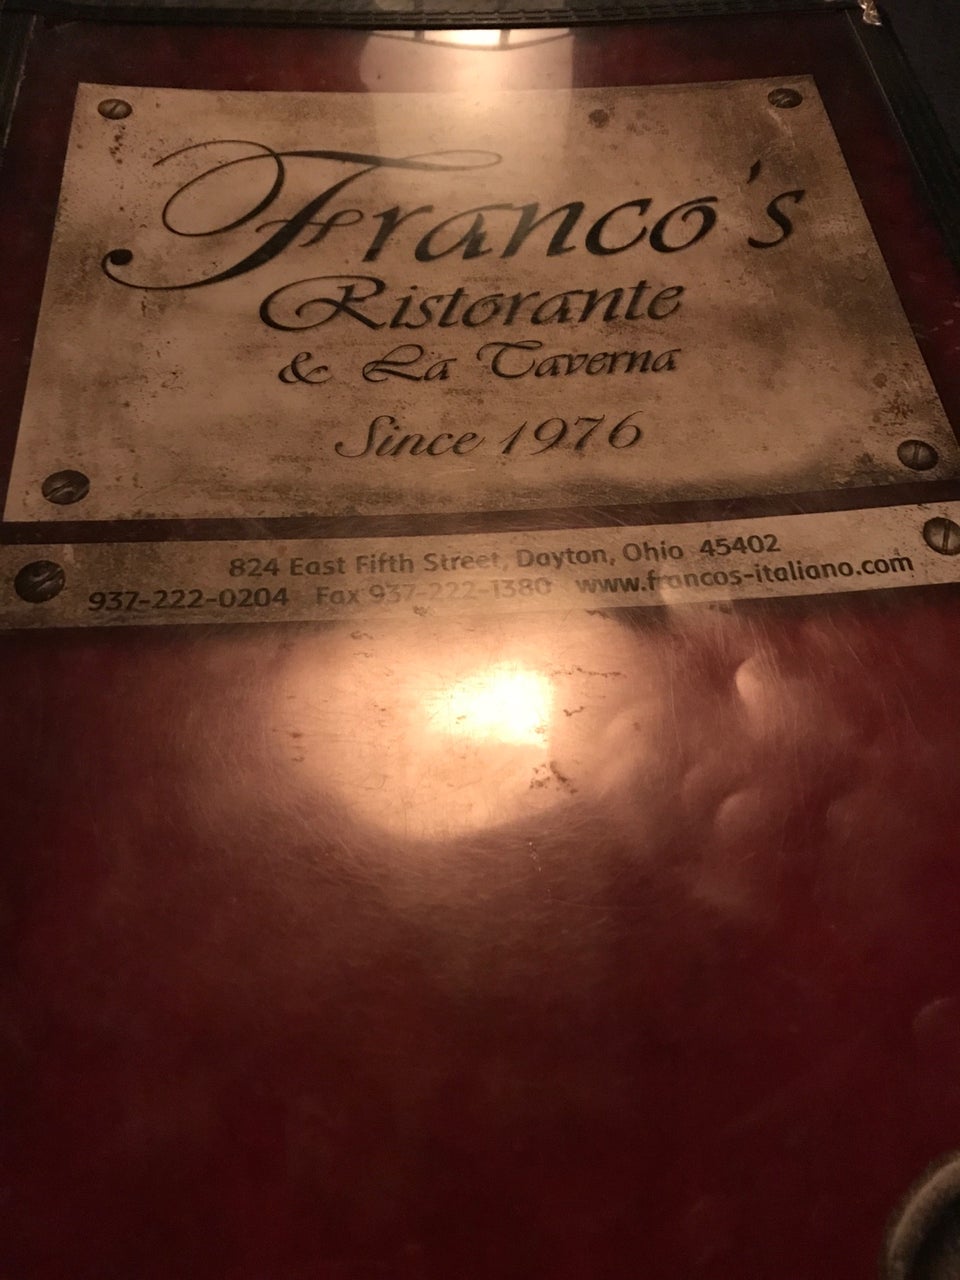 Franco's
Ristorante
& La Taverna
Since 1976
824 East Fifth Street, Dayton, Ohio 45402
937-222-0204 Fax 937-222-1380 www.francos-italiano.com